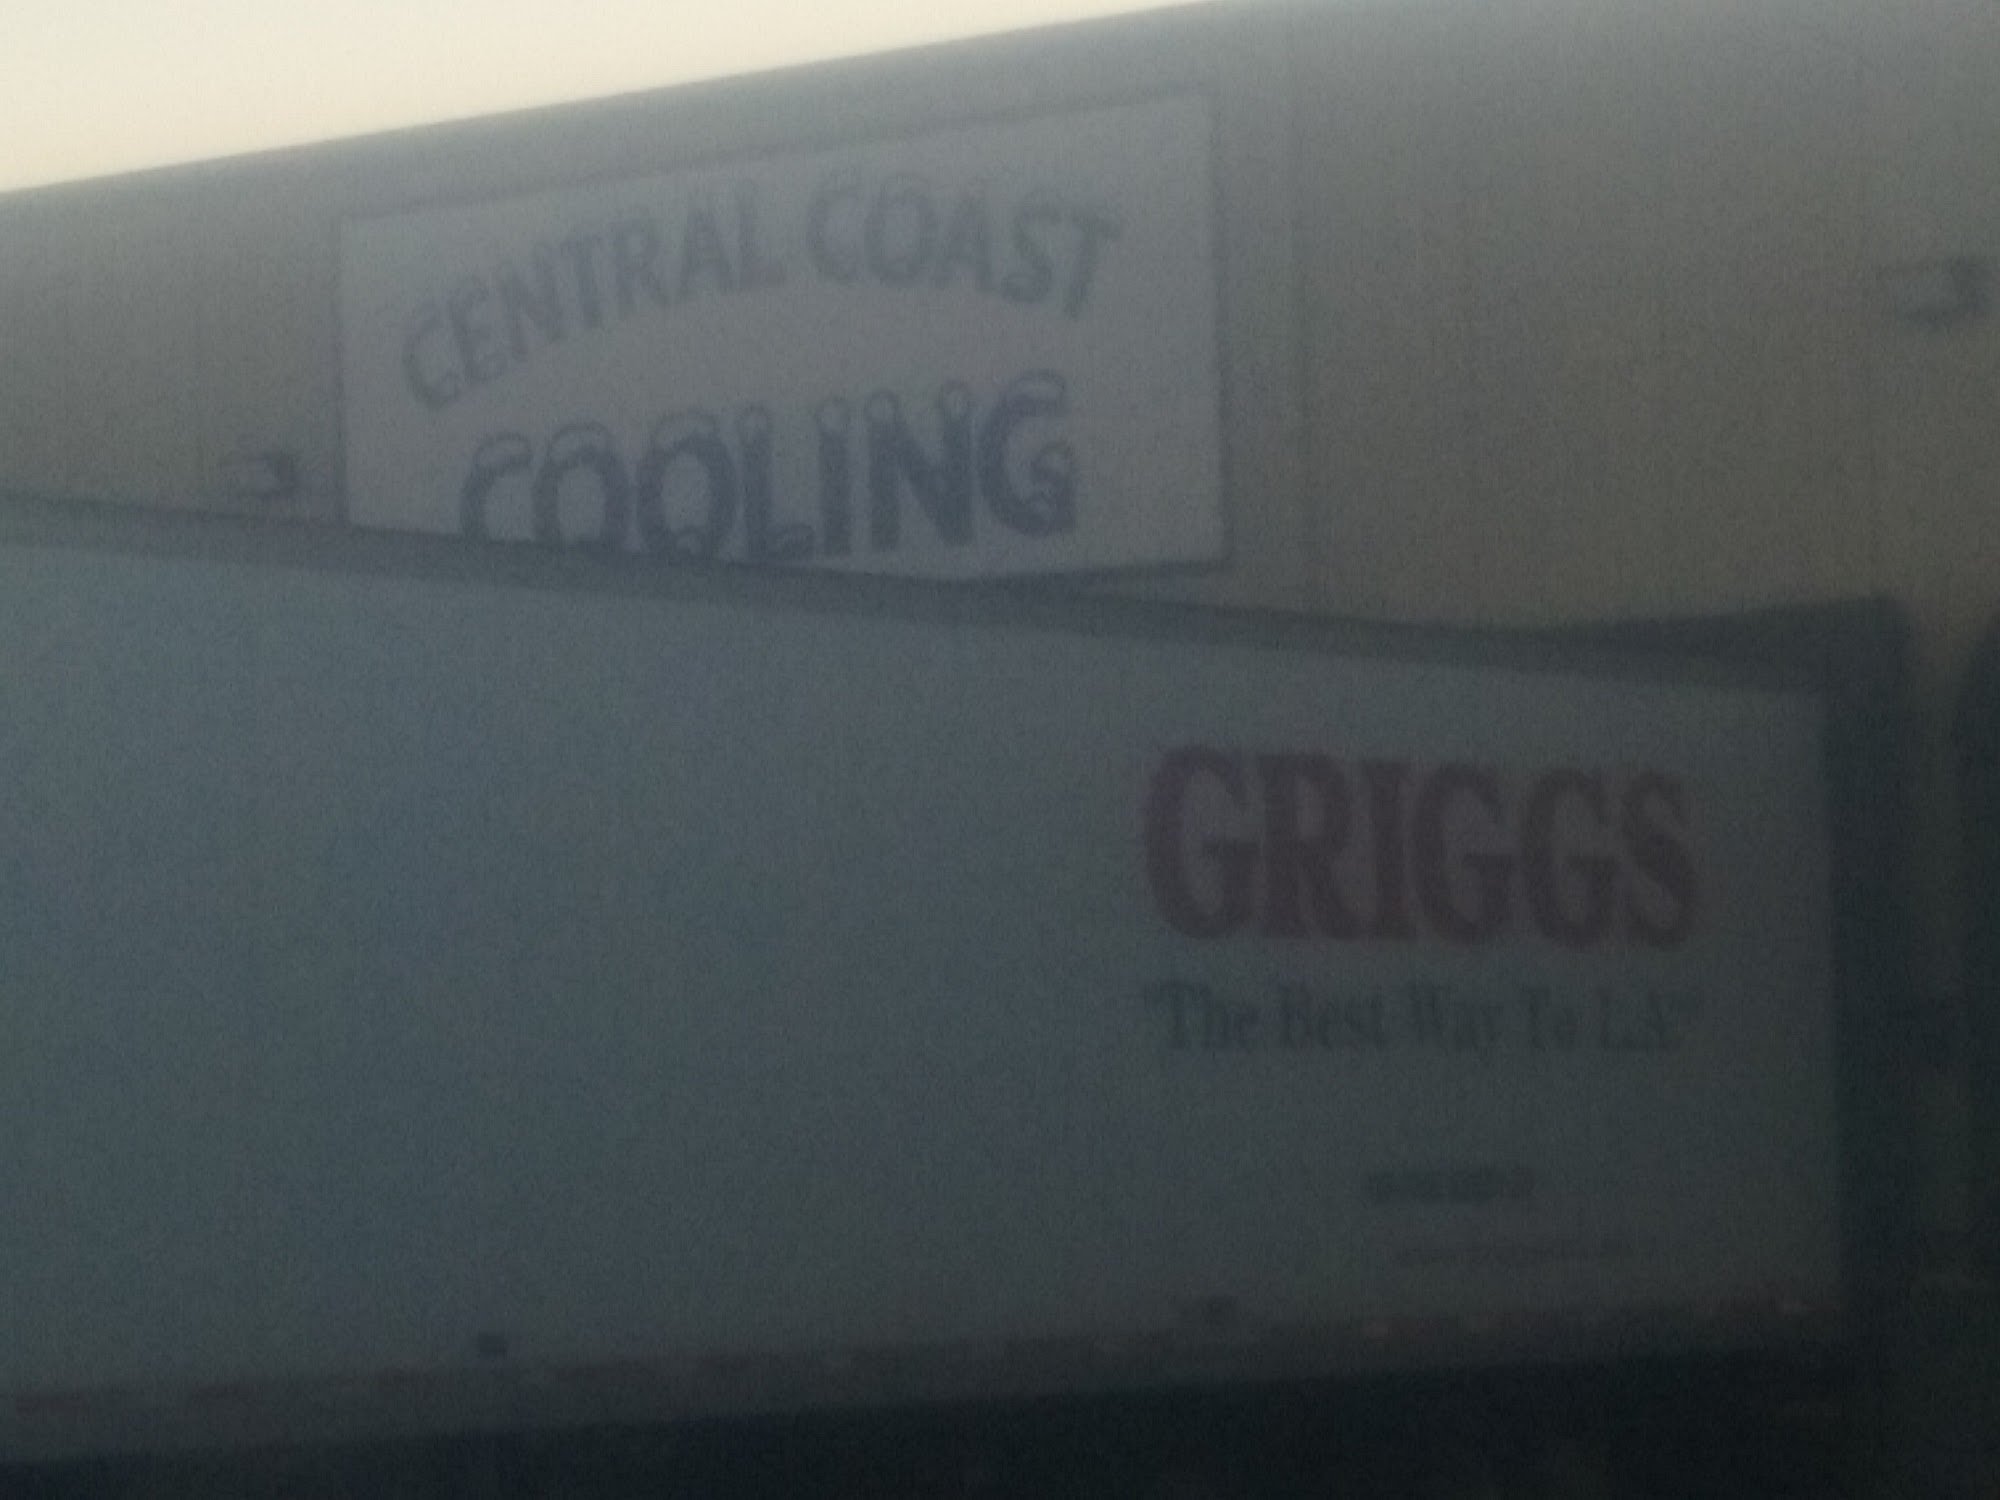 CENTRAL COAST
COOLING
GRIGGS
"The Best Way To L.A."